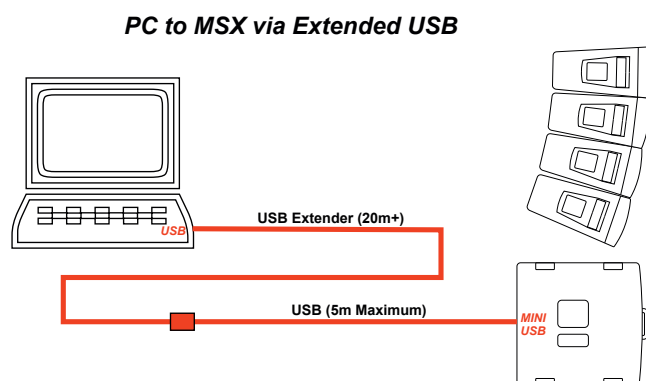 PC to MSX via Extended USB
USB
USB Extender (20m+)
USB (5m Maximum)
MINI
USB